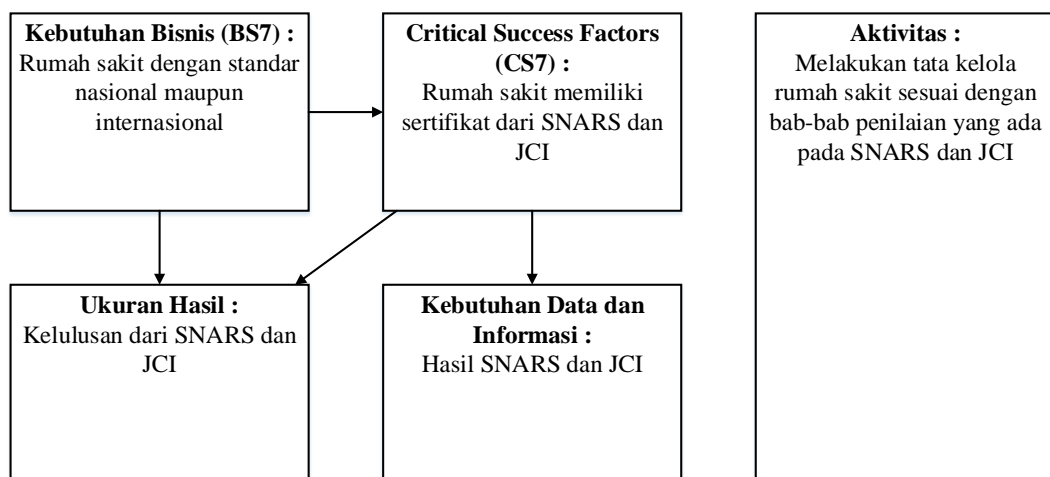 Kebutuhan Bisnis (BS7) :
Rumah sakit dengan standar
nasional maupun
internasional
Critical Success Factors
(CS7) :
Rumah sakit memiliki
sertifikat dari SNARS dan
JCI
Aktivitas :
Melakukan tata kelola
rumah sakit sesuai dengan
bab-bab penilaian yang ada
pada SNARS dan JCI
Ukuran Hasil :
Kelulusan dari SNARS dan
JCI
Kebutuhan Data dan
Informasi :
Hasil SNARS dan JCI